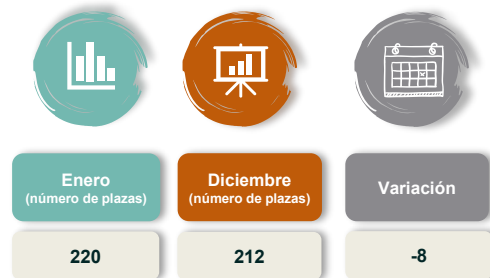 Enero
(número de plazas)
Diciembre
(número de plazas)
Variación
220
212
-8